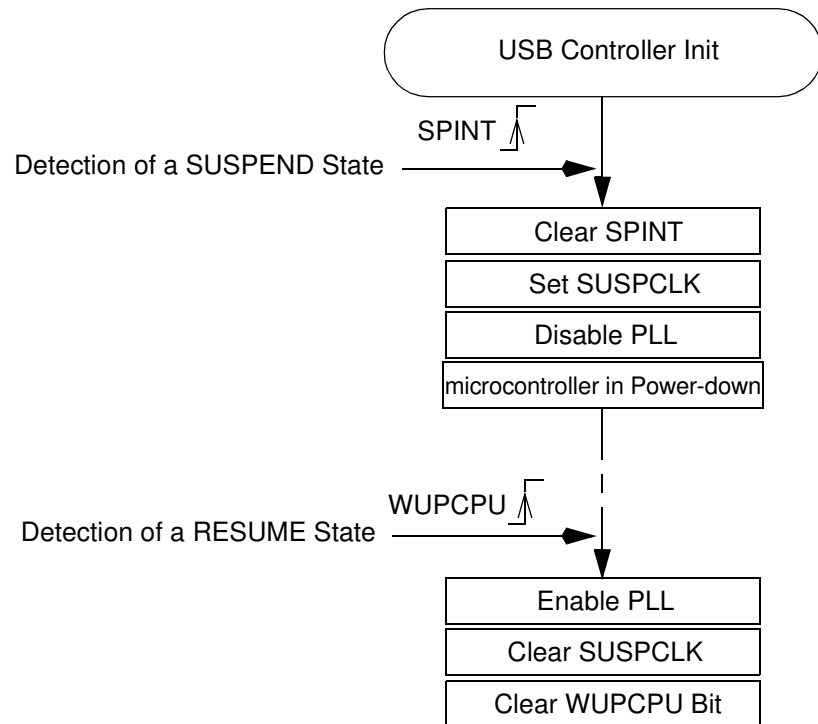 USB Controller Init
SPINT
Detection of a SUSPEND State
Clear SPINT
Set SUSPCLK
Disable PLL
microcontroller in Power-down
WUPCPU
Detection of a RESUME State
Enable PLL
Clear SUSPCLK
Clear WUPCPU Bit